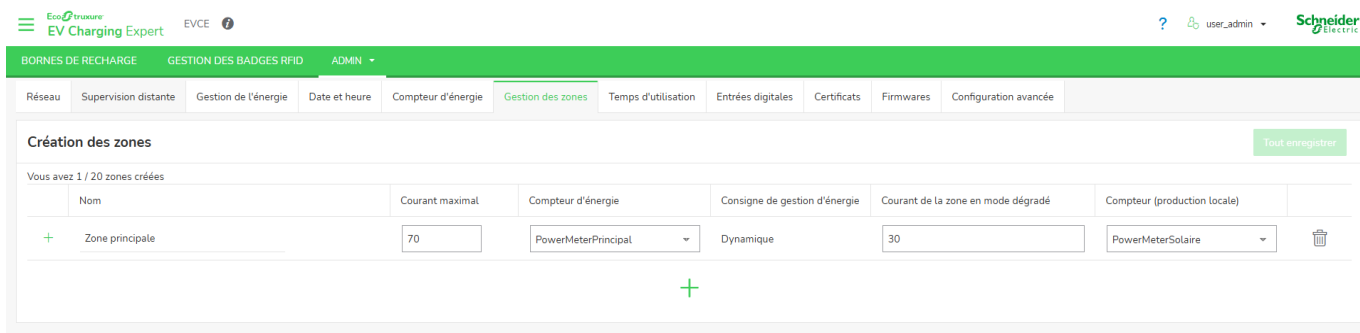 EcoStruxure
EV Charging Expert
EVCE
i
?
user_admin
Schneider
Electric
BORNES DE RECHARGE
GESTION DES BADGES RFID
ADMIN
Réseau
Supervision distante
Gestion de l'énergie
Date et heure
Compteur d'énergie
Gestion des zones
Temps d'utilisation
Entrées digitales
Certificats
Firmwares
Configuration avancée
Création des zones
Tout enregistrer
Vous avez 1 / 20 zones créées
Nom
Courant maximal
Compteur d'énergie
Consigne de gestion d'énergie
Courant de la zone en mode dégradé
Compteur (production locale)
+
Zone principale
70
PowerMeterPrincipal
Dynamique
30
PowerMeterSolaire
+